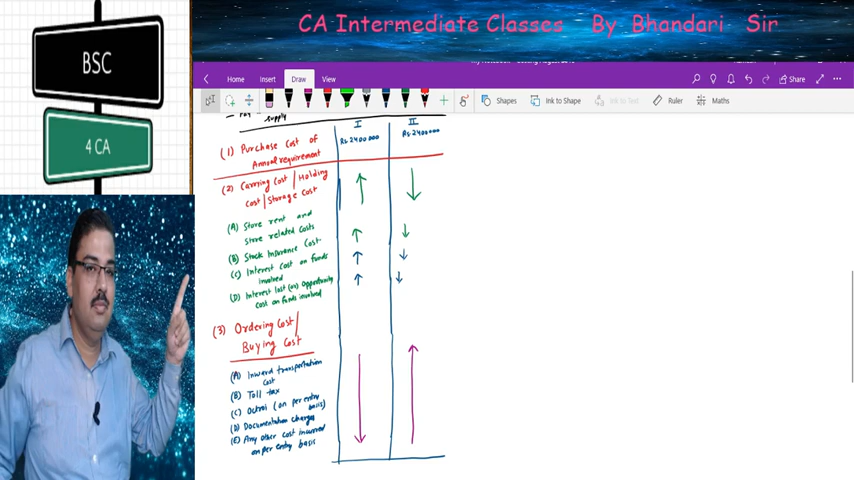 CA Intermediate Classes By Bhandari Sir
BSC
4 CA
Home Insert Draw View
Share
Shapes
Ink to Shape
Ink to Text
Ruler
Maths
supply
I
II
Rs.2400000
Rs.2400000
(1) Purchase Cost of
Annual requirement
(2) Carrying Cost / Holding
Cost / Storage Cost
(A) Store rent and
store related costs
(B) Stock Insurance Cost
(C) Interest cost on funds
involved
(D) Interest lost (or) opportunity
cost on funds involved
(3) Ordering Cost /
Buying Cost
(A) Inward transportation
cost
(B) Toll tax
(C) Octroi (on per entry
basis)
(D) Documentation charges
(E) Any other cost incurred
on per entry basis